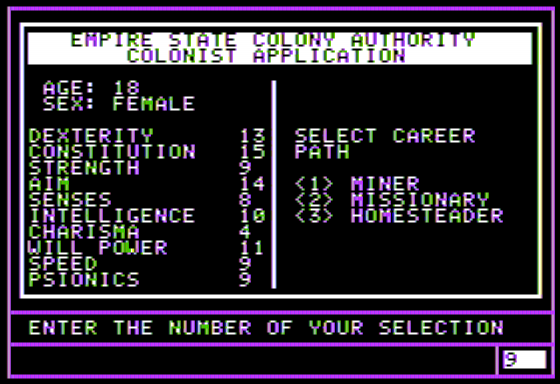 EMPIRE STATE COLONY AUTHORITY
COLONIST APPLICATION
AGE: 18
SEX: FEMALE
DEXTERITY 13
CONSTITUTION 15
STRENGTH 9
AIM 14
SENSES 8
INTELLIGENCE 10
CHARISMA 4
WILL POWER 11
SPEED 9
PSIONICS 9
SELECT CAREER
PATH
<1> MINER
<2> MISSIONARY
<3> HOMESTEADER
ENTER THE NUMBER OF YOUR SELECTION
9